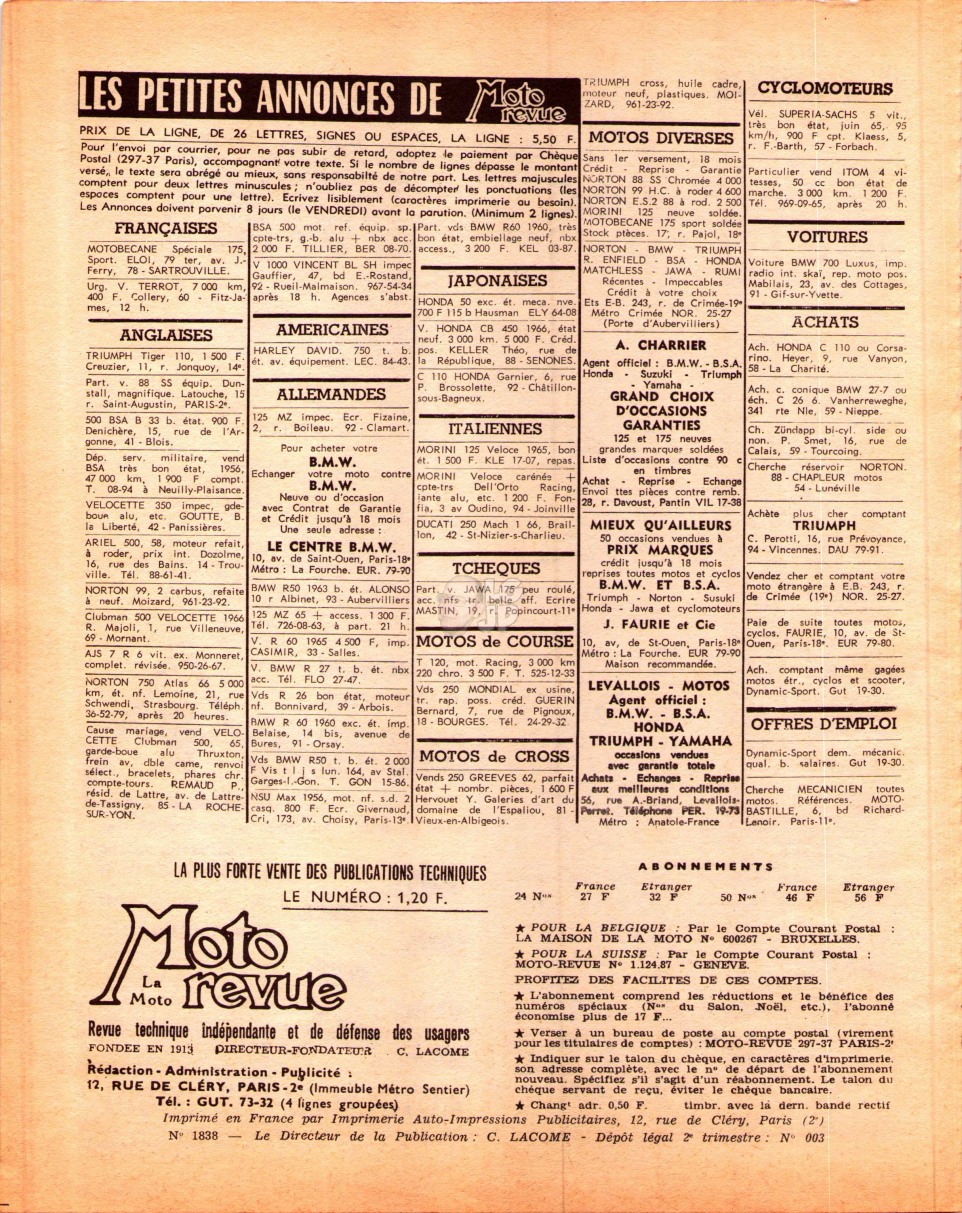 LES PETITES ANNONCES DE Moto revue
PRIX DE LA LIGNE, DE 26 LETTRES, SIGNES OU ESPACES, LA LIGNE : 5,50 F.
Pour l'envoi par courrier, pour ne pas subir de retard, adoptez le paiement par Chèque
Postal (297-37 Paris), accompagnant votre texte. Si le nombre de lignes dépasse le montant
versé, le texte sera abrégé au mieux, sans responsabilté de notre part. Les lettres majuscules
comptent pour deux lettres minuscules ; n'oubliez pas de décompter les ponctuations (les
espaces comptent pour une lettre). Ecrivez lisiblement (caractères imprimerie au besoin).
Les Annonces doivent parvenir 8 jours (le VENDREDI) avant la parution. (Minimum 2 lignes).
FRANÇAISES
MOTOBECANE Spéciale 175,
Sport. ELOI, 79 ter, av. J.-
Ferry, 78 - SARTROUVILLE.
Urg. V. TERROT, 7 000 km,
400 F. Collery, 60 - Fitz-Ja-
mes, 12 h.
ANGLAISES
TRIUMPH Tiger 110, 1 500 F.
Creuzier, 11, r. Jonquoy, 14e.
Part. v. 88 SS équip. Dun-
stall, magnifique. Latouche, 15
r. Saint-Augustin, PARIS-2e.
500 BSA B 33 b. état. 900 F.
Denichère, 15, rue de l'Ar-
gonne, 41 - Blois.
Dép. serv. militaire, vend
BSA très bon état, 1956,
47 000 km, 1 900 F compt.
T. 08-94 à Neuilly-Plaisance.
VELOCETTE 350 impec, gde-
boue alu, etc. GOUTTE, B.
la Liberté, 42 - Panissières.
ARIEL 500, 58, moteur refait,
à roder, prix int. Dozolme,
16, rue des Bains. 14 - Trou-
ville. Tél. 88-61-41.
NORTON 99, 2 carbus, refaite
à neuf. Moizard, 961-23-92.
Clubman 500 VELOCETTE 1966
R. Majoli, 1, rue Villeneuve,
69 - Mornant.
AJS 7 R 6 vit. ex. Monneret,
complet. révisée. 950-26-67.
NORTON 750 Atlas 66 5 000
km, ét. nf. Lemoine, 21, rue
Schwendi, Strasbourg. Téléph.
36-52-79, après 20 heures.
Cause mariage, vend VELO-
CETTE Clubman 500, 65,
garde-boue alu Thruxton,
frein av, dble came, renvoi
sélect., bracelets, phares chr.
compte-tours. REMAUD P.,
résid. de Lattre, av. de Lattre-
de-Tassigny, 85 - LA ROCHE-
SUR-YON.
BSA 500 mot. ref. équip. sp.
cpte-trs, g.-b. alu + nbx acc.
2 000 F. TILLIER, BER 08-70.
V 1000 VINCENT BL SH impec
Gauffier, 47, bd E.-Rostand,
92 - Rueil-Malmaison. 967-54-34
après 18 h. Agences s'abst.
AMERICAINES
HARLEY DAVID. 750 t. b.
ét. av. équipement. LEC. 84-43.
ALLEMANDES
125 MZ impec. Ecr. Fizaine,
2, r. Boileau. 92 - Clamart.
Pour acheter votre
B.M.W.
Echanger votre moto contre
B.M.W.
Neuve ou d'occasion
avec Contrat de Garantie
et Crédit jusqu'à 18 mois
Une seule adresse :
LE CENTRE B.M.W.
10, av. de Saint-Ouen, Paris-18e
Métro : La Fourche. EUR. 79-90
BMW R50 1963 b. ét. ALONSO
10 r Albinet, 93 - Aubervilliers
125 MZ 65 + access. 1 300 F.
Tél. 726-08-63, à part. 21 h.
V. R 60 1965 4 500 F, imp.
CASIMIR, 33 - Salles.
V. BMW R 27 t. b. ét. nbx
acc. Tél. FLO 27-47.
Vds R 26 bon état, moteur
nf. Bonnivard, 39 - Arbois.
BMW R 60 1960 exc. ét. imp.
Belaise, 14 bis, avenue de
Bures, 91 - Orsay.
Vds BMW R50 t. b. ét. 2 000
F Vistljs lun. 164, av Stal.
Garges-l.-Gon. T. GON 15-86.
NSU Max 1956, mot. nf. s.d. 2
casq. 800 F. Ecr. Givernaud,
Cri, 173, av. Choisy, Paris-13e.
Part. vds BMW R60 1960, très
bon état, embiellage neuf, nbx
access., 3 200 F. KEL 03-87.
JAPONAISES
HONDA 50 exc. ét. meca. nve.
700 F 115 b Hausman ELY 64-08
V. HONDA CB 450 1966, état
neuf. 3 000 km. 5 000 F. Créd.
pos. KELLER Théo, rue de
la République, 88 - SENONES.
C 110 HONDA Garnier, 6, rue
P. Brossolette, 92 - Châtillon-
sous-Bagneux.
ITALIENNES
MORINI 125 Veloce 1965, bon
ét. 1 500 F. KLE 17-07, repas.
MORINI Veloce carénée +
cpte-trs Dell'Orto Racing,
jante alu, etc. 1 200 F. Fon-
fia, 3 av Oudino, 94 - Joinville
DUCATI 250 Mach 1 66, Brail-
lon, 42 - St-Nizier-s-Charlieu.
TCHEQUES
Part. v. JAWA 175 peu roulé,
acc. nfs tr. belle aff. Ecrire
MASTIN, 19, r. Popincourt-11e
MOTOS de COURSE
T 120, mot. Racing, 3 000 km
220 chro. 3 500 F. T. 525-12-33
Vds 250 MONDIAL ex usine,
tr. rap. poss. créd. GUERIN
Bernard, 7, rue de Pignoux,
18 - BOURGES. Tél. 24-29-32.
MOTOS de CROSS
Vends 250 GREEVES 62, parfait
état + nombr. pièces, 1 600 F
Hervouet Y. Galeries d'art du
domaine de l'Espaliou, 81 -
Vieux-en-Albigeois.
TRIUMPH cross, huile cadre,
moteur neuf, plastiques. MOI-
ZARD, 961-23-92.
MOTOS DIVERSES
Sans 1er versement, 18 mois
Crédit - Reprise - Garantie
NORTON 88 SS Chromée 4 000
NORTON 99 H.C. à roder 4 600
NORTON E.S.2 88 à rod. 2 500
MORINI 125 neuve soldée.
MOTOBECANE 175 sport soldée
Stock pièces. 17, r. Pajol, 18e
NORTON - BMW - TRIUMPH
R. ENFIELD - BSA - HONDA
MATCHLESS - JAWA - RUMI
Récentes - Impeccables
Crédit à votre choix
Ets E-B. 243, r. de Crimée-19e
Métro Crimée NOR. 25-27
(Porte d'Aubervilliers)
A. CHARRIER
Agent officiel : B.M.W. - B.S.A.
Honda - Suzuki - Triumph
- Yamaha -
GRAND CHOIX
D'OCCASIONS
GARANTIES
125 et 175 neuves
grandes marques soldées
Liste d'occasions contre 90 c
en timbres
Achat - Reprise - Echange
Envoi ttes pièces contre remb.
28, r. Davoust, Pantin VIL 17-38
MIEUX QU'AILLEURS
50 occasions vendues à
PRIX MARQUES
crédit jusqu'à 18 mois
reprises toutes motos et cyclos
B.M.W. ET B.S.A.
Triumph - Norton - Susuki
Honda - Jawa et cyclomoteurs
J. FAURIE et Cie
10, av, de St-Ouen, Paris-18e
Métro : La Fourche. EUR 79-90
Maison recommandée.
LEVALLOIS - MOTOS
Agent officiel :
B.M.W. - B.S.A.
HONDA
TRIUMPH - YAMAHA
occasions vendues
avec garantie totale
Achats - Echanges - Reprise
aux meilleures conditions
56, rue A.-Briand, Levallois-
Perret. Téléphone PER. 19-73
Métro : Anatole-France
CYCLOMOTEURS
Vél. SUPERIA-SACHS 5 vit.,
très bon état, juin 65, 95
km/h, 900 F cpt. Klaess, 5,
r. F.-Barth, 57 - Forbach.
Particulier vend ITOM 4 vi-
tesses, 50 cc bon état de
marche. 3 000 km. 1 200 F.
Tél. 969-09-65, après 20 h.
VOITURES
Voiture BMW 700 Luxus, imp.
radio int. skaï, rep. moto pos.
Mabilais, 23, av. des Cottages,
91 - Gif-sur-Yvette.
ACHATS
Ach. HONDA C 110 ou Corsa-
rino. Heyer, 9, rue Vanyon,
58 - La Charité.
Ach. c. conique BMW 27-7 ou
éch. C 26 6. Vanherreweghe,
341 rte Nle, 59 - Nieppe.
Ch. Zündapp bi-cyl. side ou
non. P. Smet, 16, rue de
Calais, 59 - Tourcoing.
Cherche réservoir NORTON.
88 - CHAPLEUR motos
54 - Lunéville
Achète plus cher comptant
TRIUMPH
C. Perotti, 16, rue Prévoyance,
94 - Vincennes. DAU 79-91.
Vendez cher et comptant votre
moto étrangère à E.B. 243, r.
de Crimée (19e) NOR. 25-27.
Paie de suite toutes motos,
cyclos. FAURIE, 10, av. de St-
Ouen, Paris-18e. EUR 79-80.
Ach. comptant même gagées
motos étr., cyclos et scooter,
Dynamic-Sport. Gut 19-30.
OFFRES D'EMPLOI
Dynamic-Sport dem. mécanic.
qual. b. salaires. Gut 19-30.
Cherche MECANICIEN toutes
motos. Références. MOTO-
BASTILLE, 6, bd Richard-
Lenoir. Paris-11e.
LA PLUS FORTE VENTE DES PUBLICATIONS TECHNIQUES
LE NUMÉRO : 1,20 F.
Moto revue
La
Moto
Revue technique indépendante et de défense des usagers
FONDEE EN 1913 DIRECTEUR-FONDATEUR C. LACOME
Rédaction - Administration - Publicité :
12, RUE DE CLÉRY, PARIS-2e (Immeuble Métro Sentier)
Tél. : GUT. 73-32 (4 lignes groupées)
ABONNEMENTS
France Etranger France Etranger
24 Nos 27 F 32 F 50 Nos 46 F 56 F
★ POUR LA BELGIQUE : Par le Compte Courant Postal :
LA MAISON DE LA MOTO No 600267 - BRUXELLES.
★ POUR LA SUISSE : Par le Compte Courant Postal :
MOTO-REVUE No 1.124.87 - GENEVE.
PROFITEZ DES FACILITES DE CES COMPTES.
★ L'abonnement comprend les réductions et le bénéfice des
numéros spéciaux (Nos du Salon, Noël, etc.), l'abonné
économise plus de 17 F...
★ Verser à un bureau de poste au compte postal (virement
pour les titulaires de comptes) : MOTO-REVUE 297-37 PARIS-2e
★ Indiquer sur le talon du chèque, en caractères d'imprimerie.
son adresse complète, avec le no de départ de l'abonnement
nouveau. Spécifiez s'il s'agit d'un réabonnement. Le talon du
chèque servant de reçu, éviter le chèque bancaire.
★ Changt adr. 0,50 F. timbr. avec la dern. bande rectif
Imprimé en France par Imprimerie Auto-Impressions Publicitaires, 12, rue de Cléry, Paris (2e)
No 1838 — Le Directeur de la Publication : C. LACOME - Dépôt légal 2e trimestre : No 003